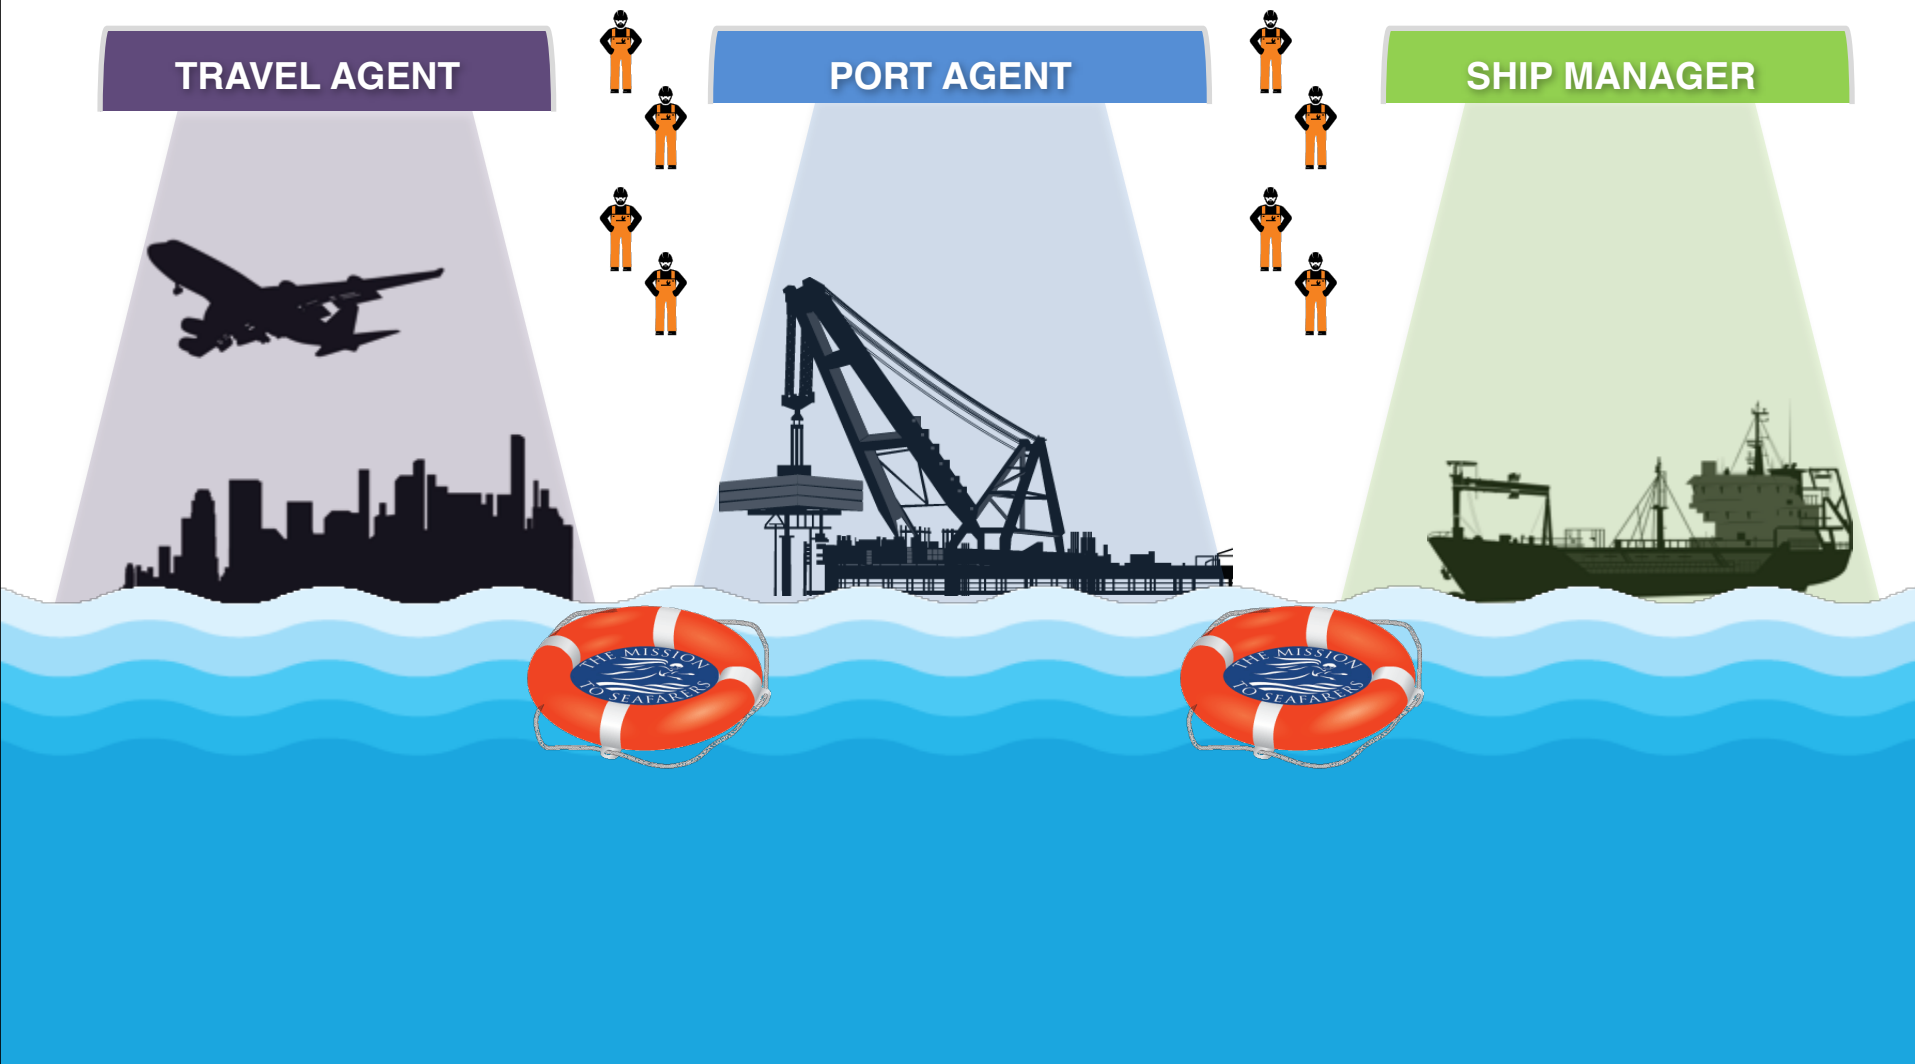 TRAVEL AGENT
PORT AGENT
SHIP MANAGER
THE MISSION
TO SEAFARERS
THE MISSION
TO SEAFARERS